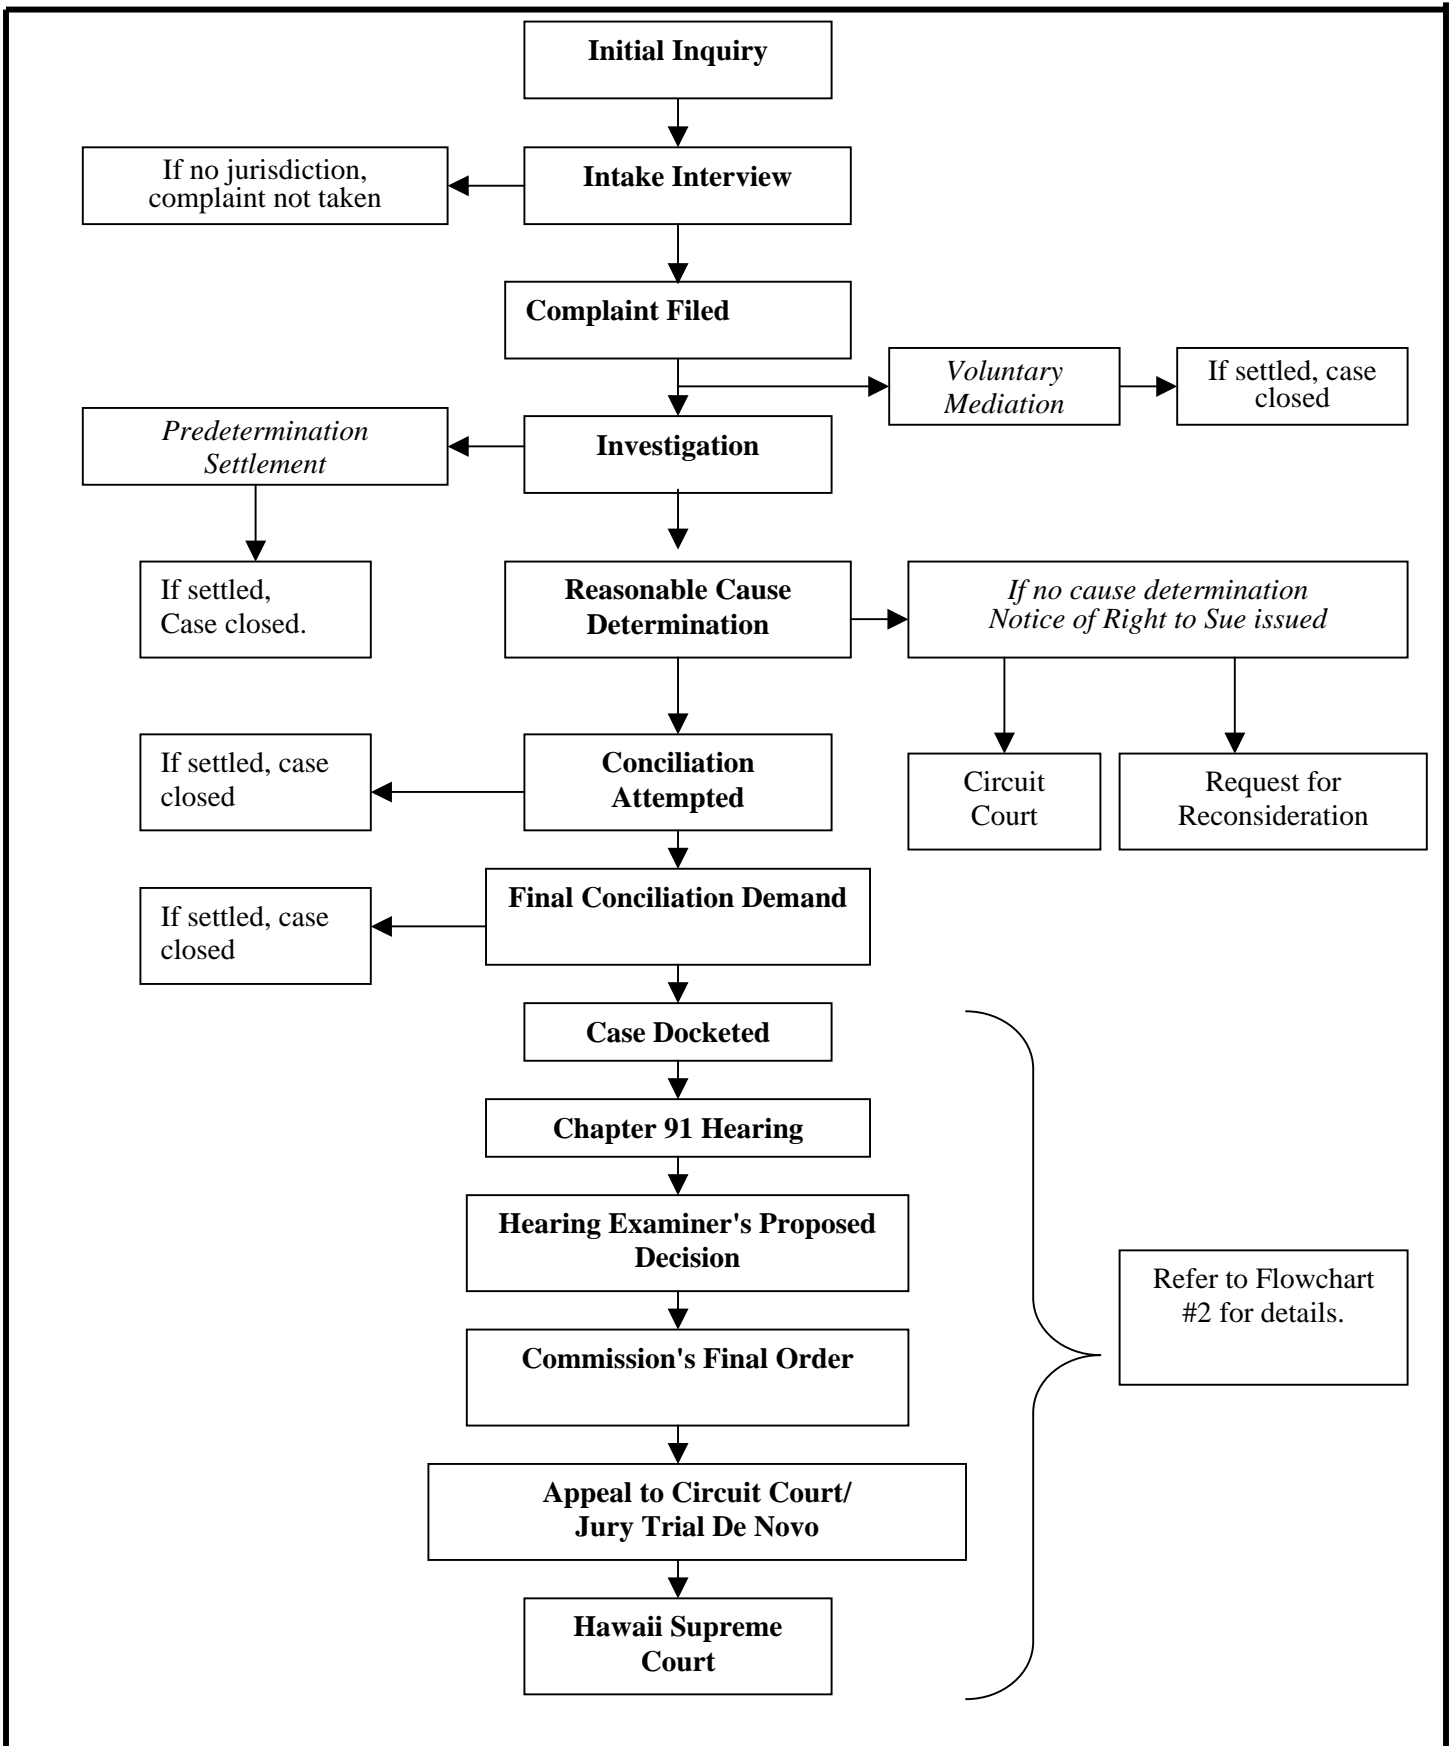 Initial Inquiry
If no jurisdiction,
complaint not taken
Intake Interview
Complaint Filed
Voluntary
Mediation
If settled, case
closed
Predetermination
Settlement
Investigation
If settled,
Case closed.
Reasonable Cause
Determination
If no cause determination
Notice of Right to Sue issued
If settled, case
closed
Conciliation
Attempted
Circuit
Court
Request for
Reconsideration
Final Conciliation Demand
If settled, case
closed
Case Docketed
Chapter 91 Hearing
Hearing Examiner's Proposed
Decision
Refer to Flowchart
#2 for details.
Commission's Final Order
Appeal to Circuit Court/
Jury Trial De Novo
Hawaii Supreme
Court